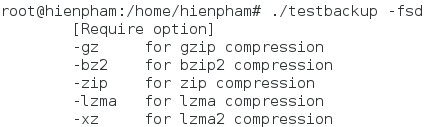 root@hienpham:/home/hienpham# ./testbackup -fsd
[Require option]
-gz for gzip compression
-bz2 for bzip2 compression
-zip for zip compression
-lzma for lzma compression
-xz for lzma2 compression